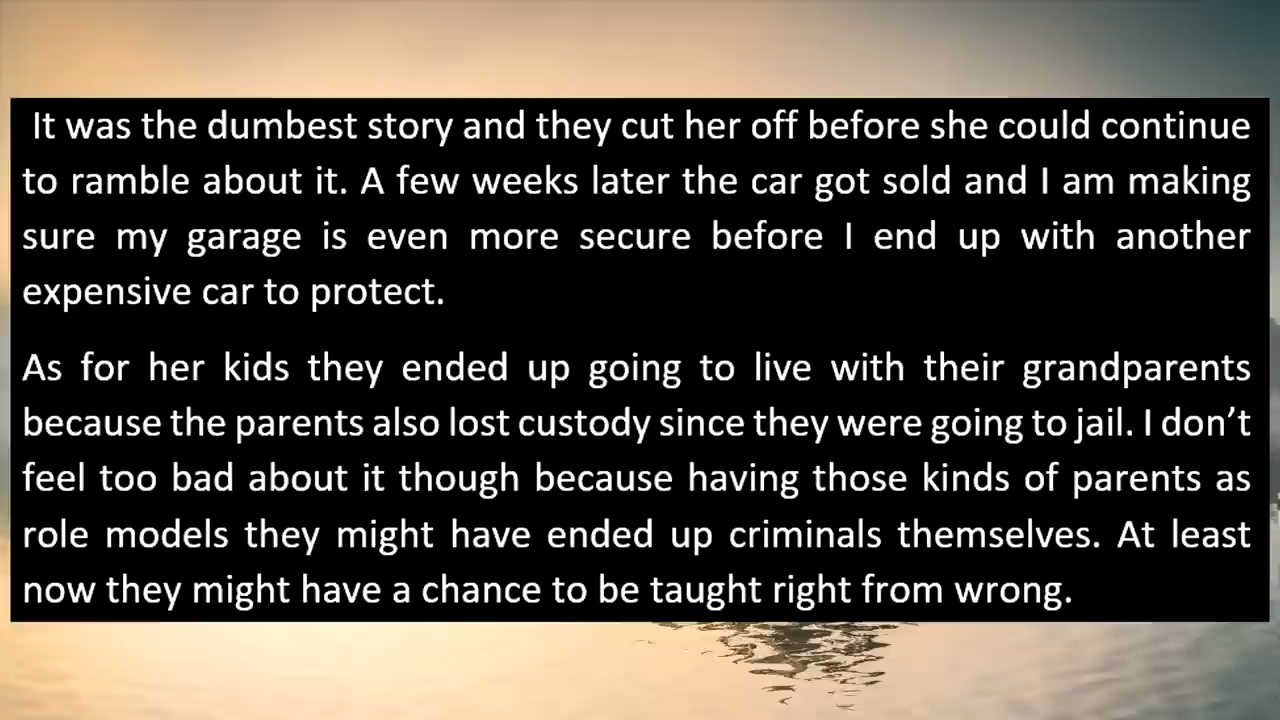 It was the dumbest story and they cut her off before she could continue
to ramble about it. A few weeks later the car got sold and I am making
sure my garage is even more secure before I end up with another
expensive car to protect.
As for her kids they ended up going to live with their grandparents
because the parents also lost custody since they were going to jail. I don’t
feel too bad about it though because having those kinds of parents as
role models they might have ended up criminals themselves. At least
now they might have a chance to be taught right from wrong.